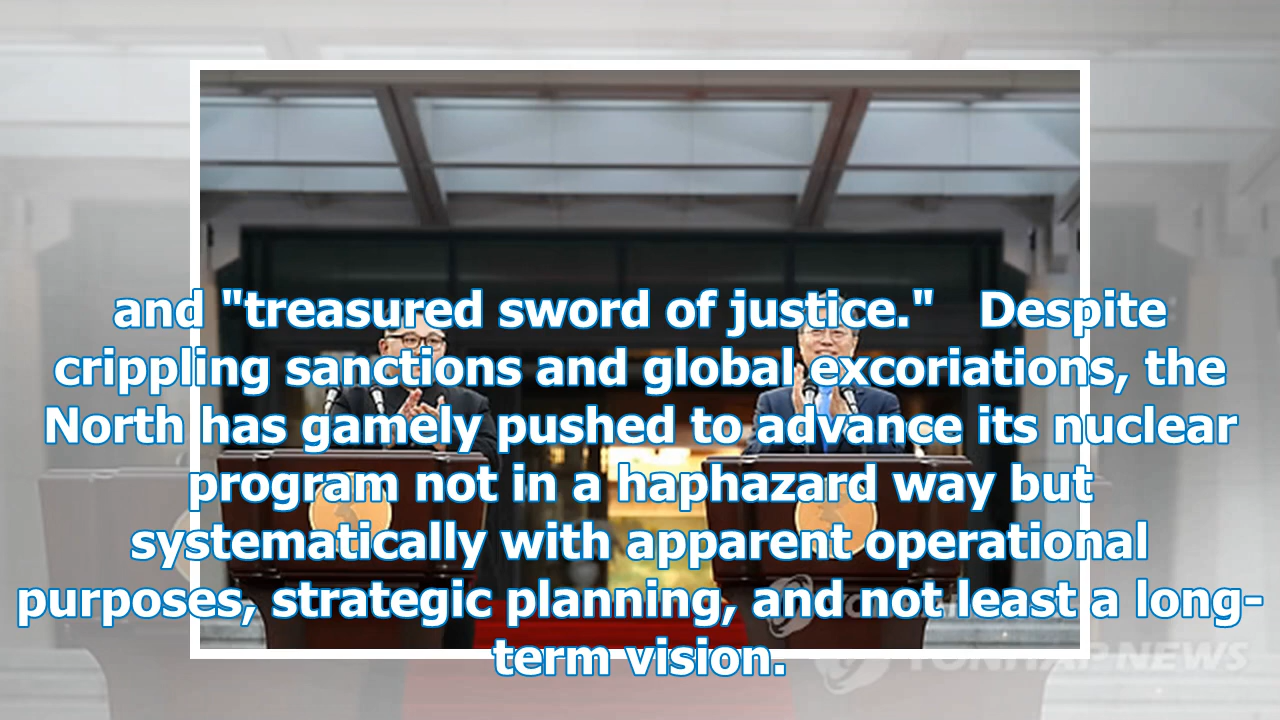 and "treasured sword of justice."   Despite
crippling sanctions and global excoriations, the
North has gamely pushed to advance its nuclear
program not in a haphazard way but
systematically with apparent operational
purposes, strategic planning, and not least a long-
term vision.
YONHAP NEWS